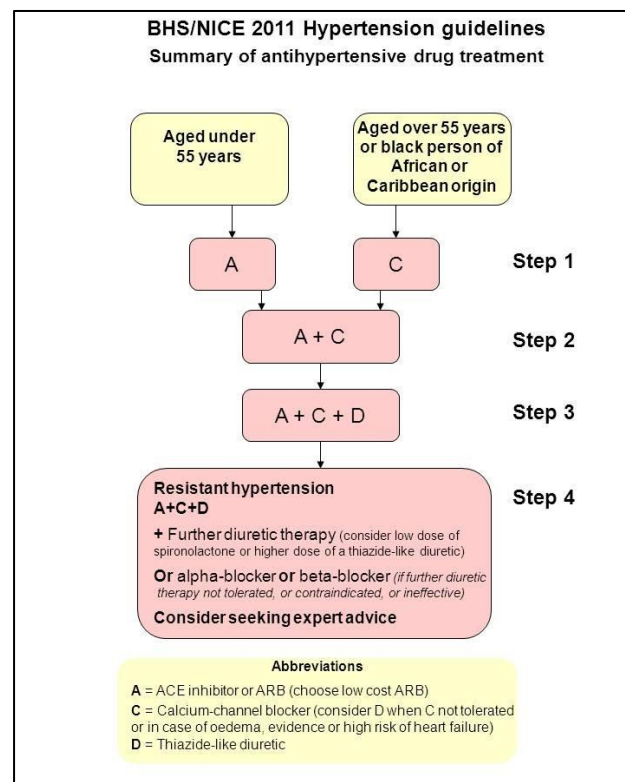 BHS/NICE 2011 Hypertension guidelines
Summary of antihypertensive drug treatment
Aged under
55 years
Aged over 55 years
or black person of
African or
Caribbean origin
A
C
Step 1
A + C
Step 2
A + C + D
Step 3
Resistant hypertension
A+C+D
+ Further diuretic therapy (consider low dose of
spironolactone or higher dose of a thiazide-like diuretic)
Or alpha-blocker or beta-blocker (if further diuretic
therapy not tolerated, or contraindicated, or ineffective)
Consider seeking expert advice
Step 4
Abbreviations
A = ACE inhibitor or ARB (choose low cost ARB)
C = Calcium-channel blocker (consider D when C not tolerated
or in case of oedema, evidence or high risk of heart failure)
D = Thiazide-like diuretic